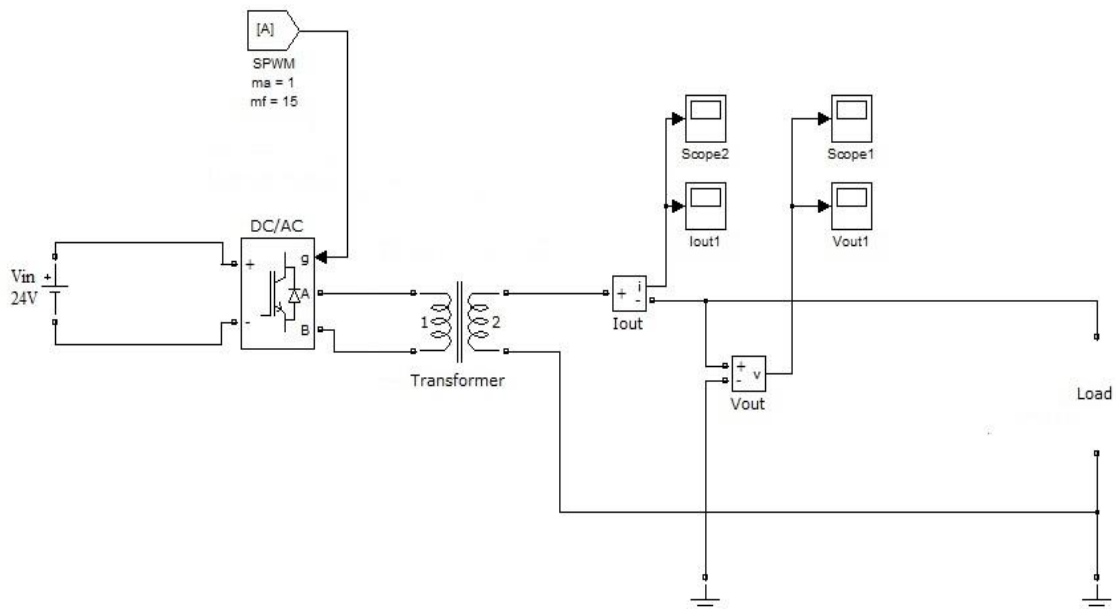 [A]
SPWM
ma = 1
mf = 15
Scope2
Scope1
Iout1
Vout1
DC/AC
Vin +
24V
+
g
A
-
B
1
2
Transformer
+
i
-
Iout
+
v
-
Vout
Load